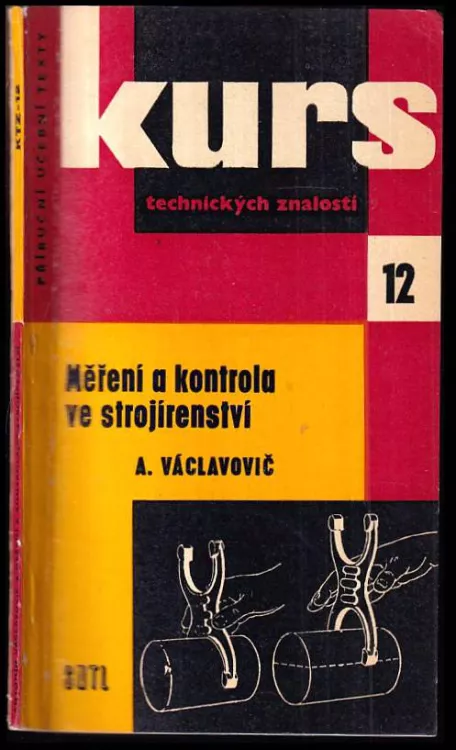 kurs
technických znalostí
12
PŘÍRUČNÍ UČEBNÍ TEXTY
KTZ-12
Měření a kontrola
ve strojírenství
A. VÁCLAVOVIČ
SNTL